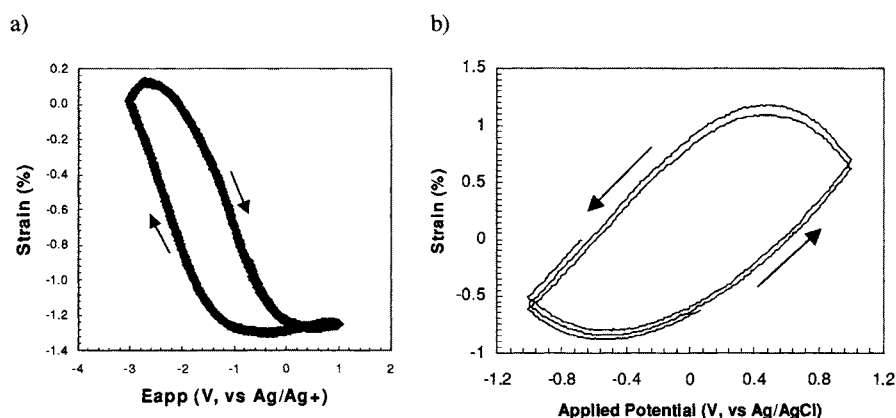 a)
b)
0.2
0.0
-0.2
-0.4
-0.6
-0.8
-1.0
-1.2
-1.4
Strain (%)
-4 -3 -2 -1 0 1 2
Eapp (V, vs Ag/Ag+)
1.5
1
0.5
0
-0.5
-1
Strain (%)
-1.2 -0.8 -0.4 0 0.4 0.8 1.2
Applied Potential (V, vs Ag/AgCl)